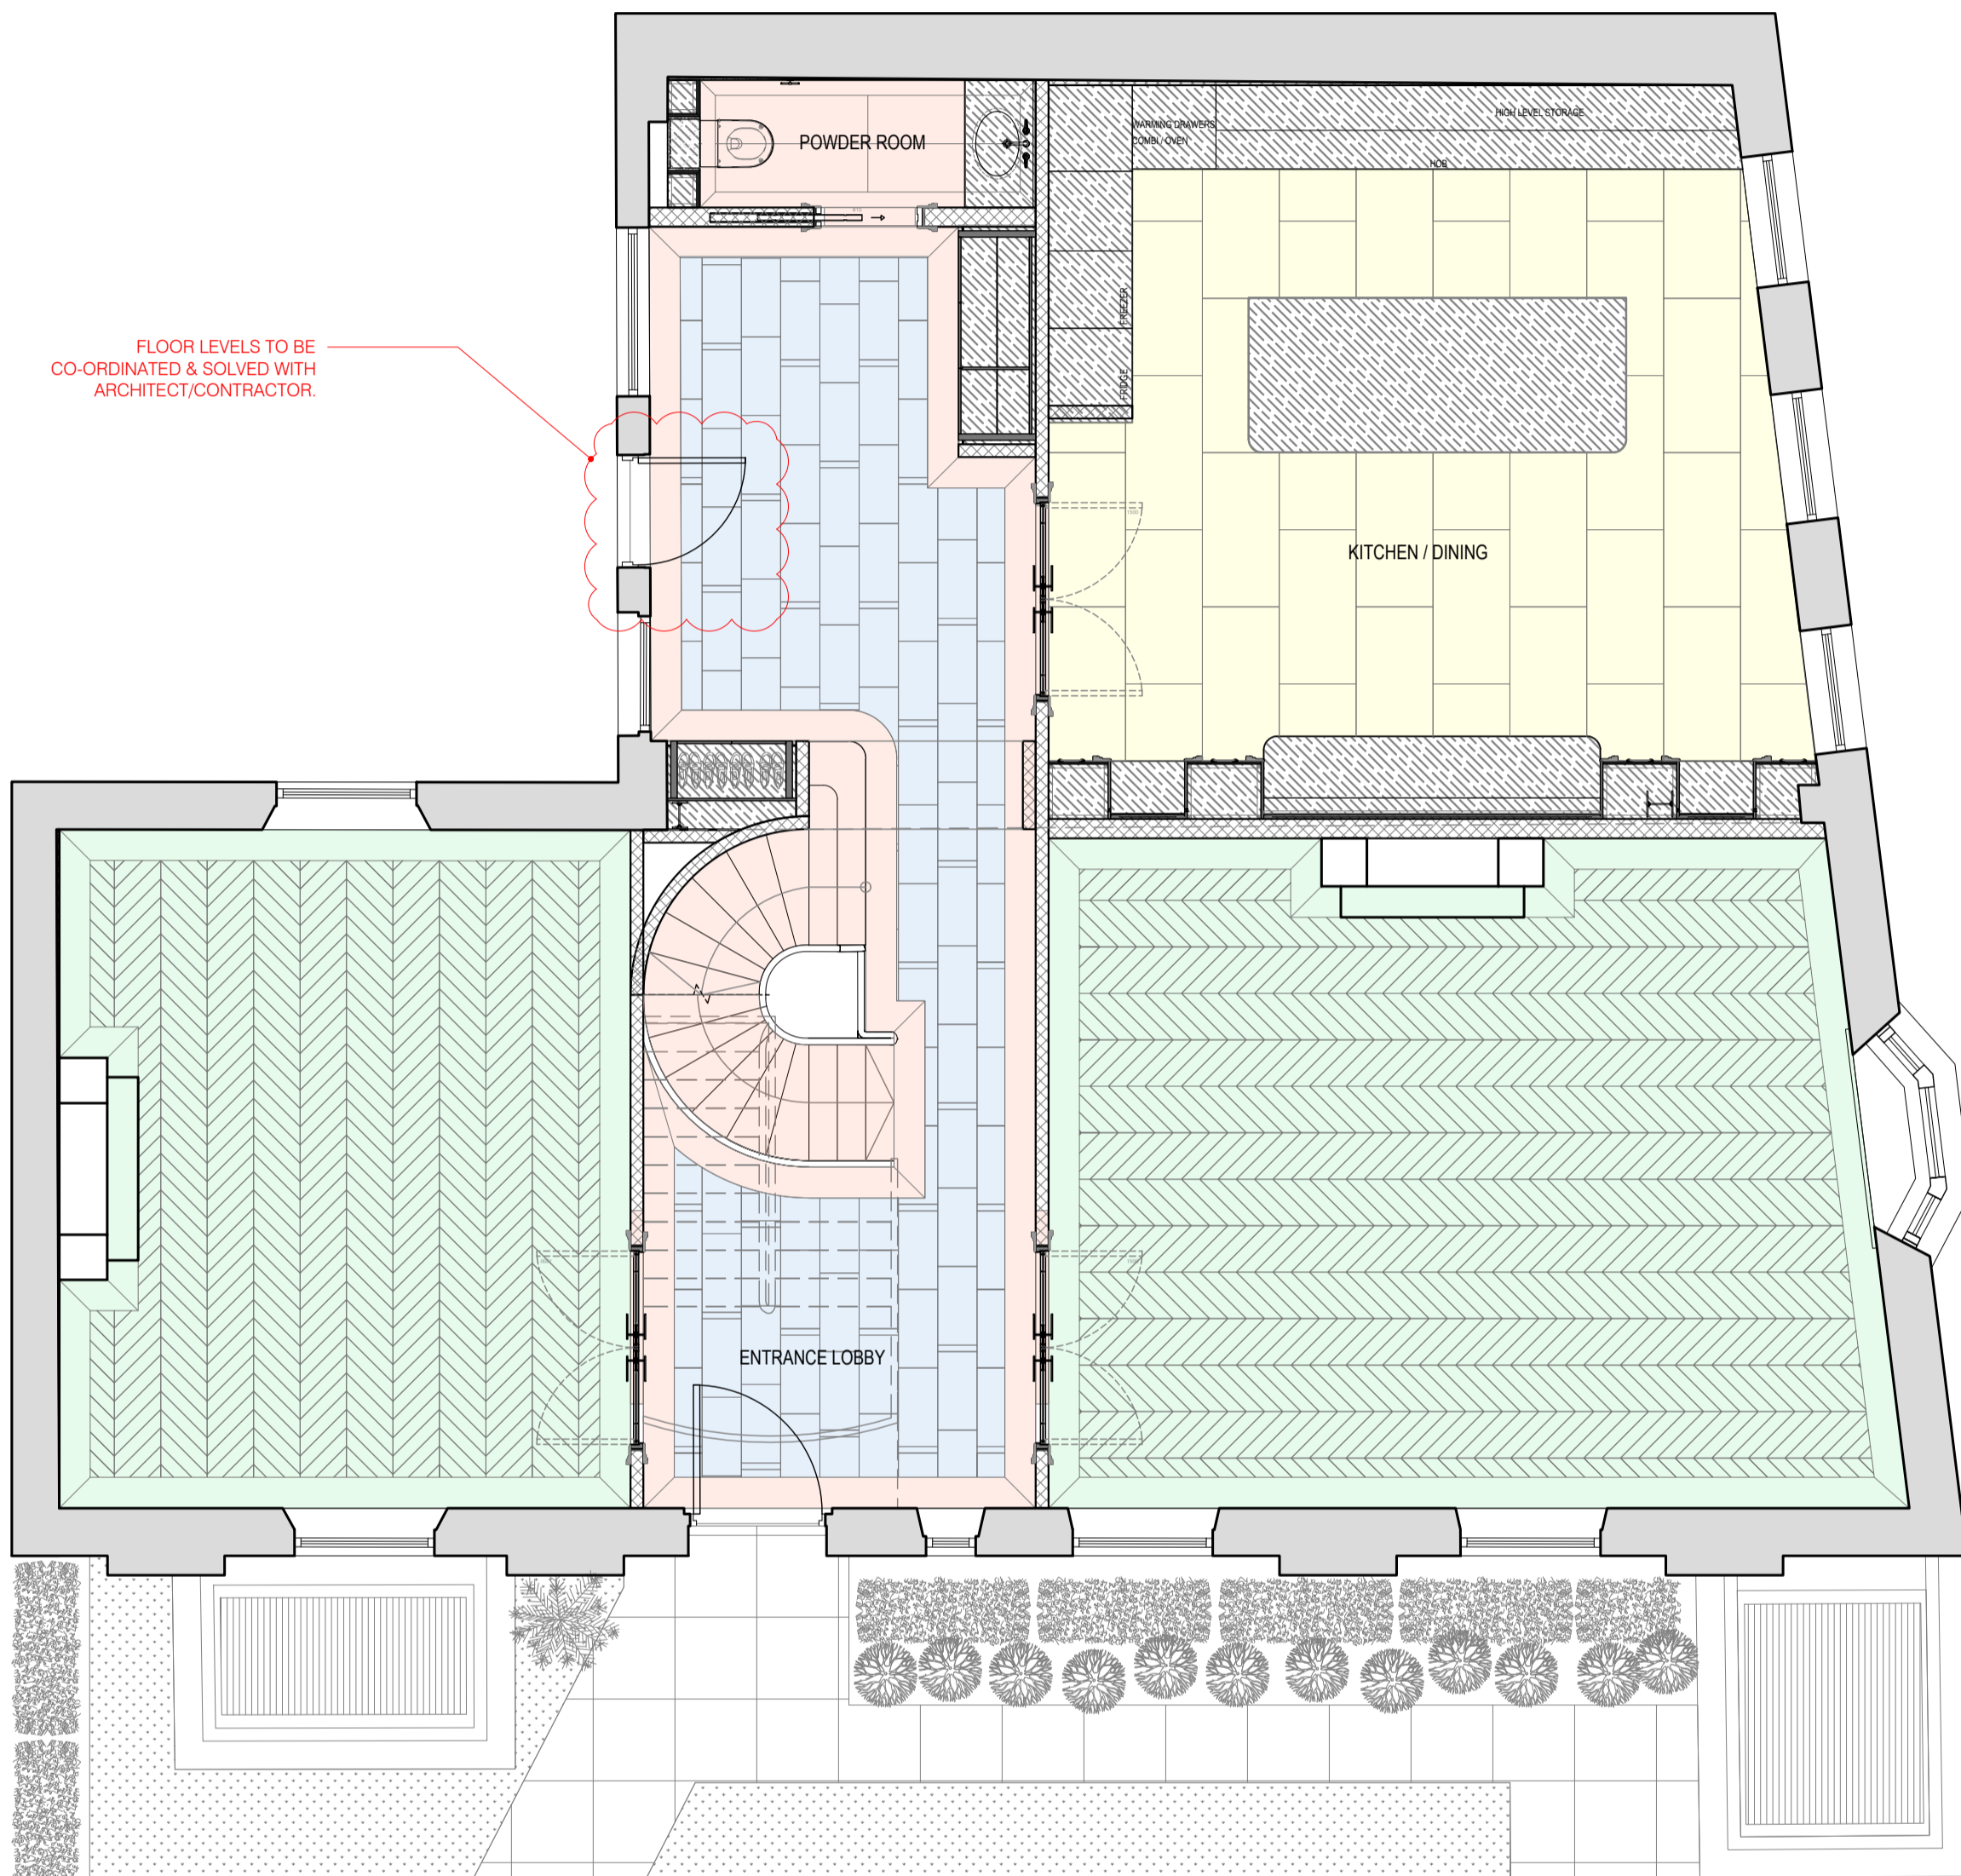 POWDER ROOM
HIGH LEVEL STORAGE
WARMING DRAWERS
COMBI / OVEN
HOB
FREEZER
FRIDGE
FLOOR LEVELS TO BE
CO-ORDINATED & SOLVED WITH
ARCHITECT/CONTRACTOR.
KITCHEN / DINING
1500
ENTRANCE LOBBY